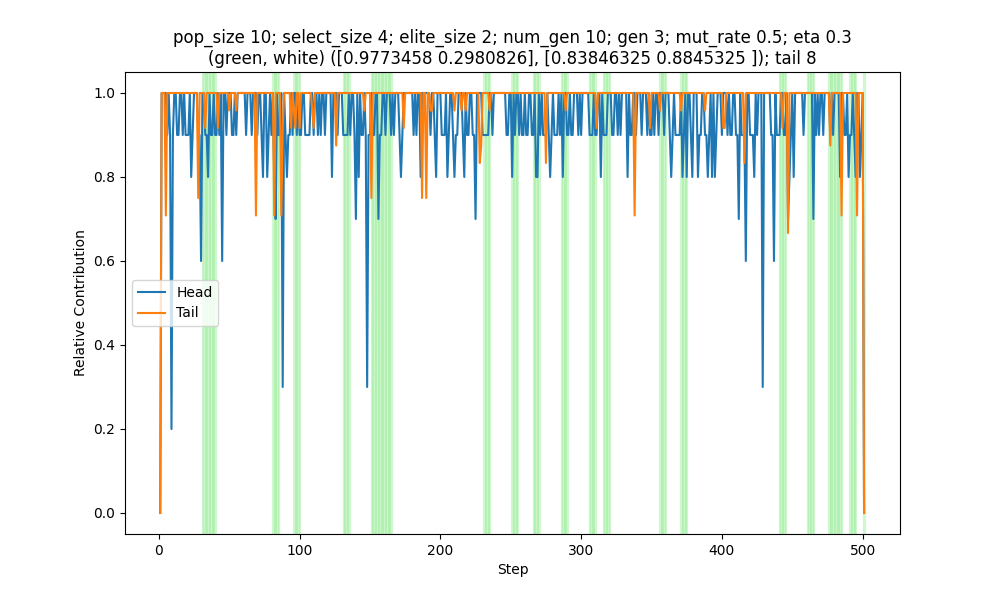 pop_size 10; select_size 4; elite_size 2; num_gen 10; gen 3; mut_rate 0.5; eta 0.3
(green, white) ([0.9773458 0.2980826], [0.83846325 0.8845325 ]); tail 8
1.0
0.8
0.6
0.4
0.2
0.0
Relative Contribution
Head
Tail
0
100
200
300
400
500
Step